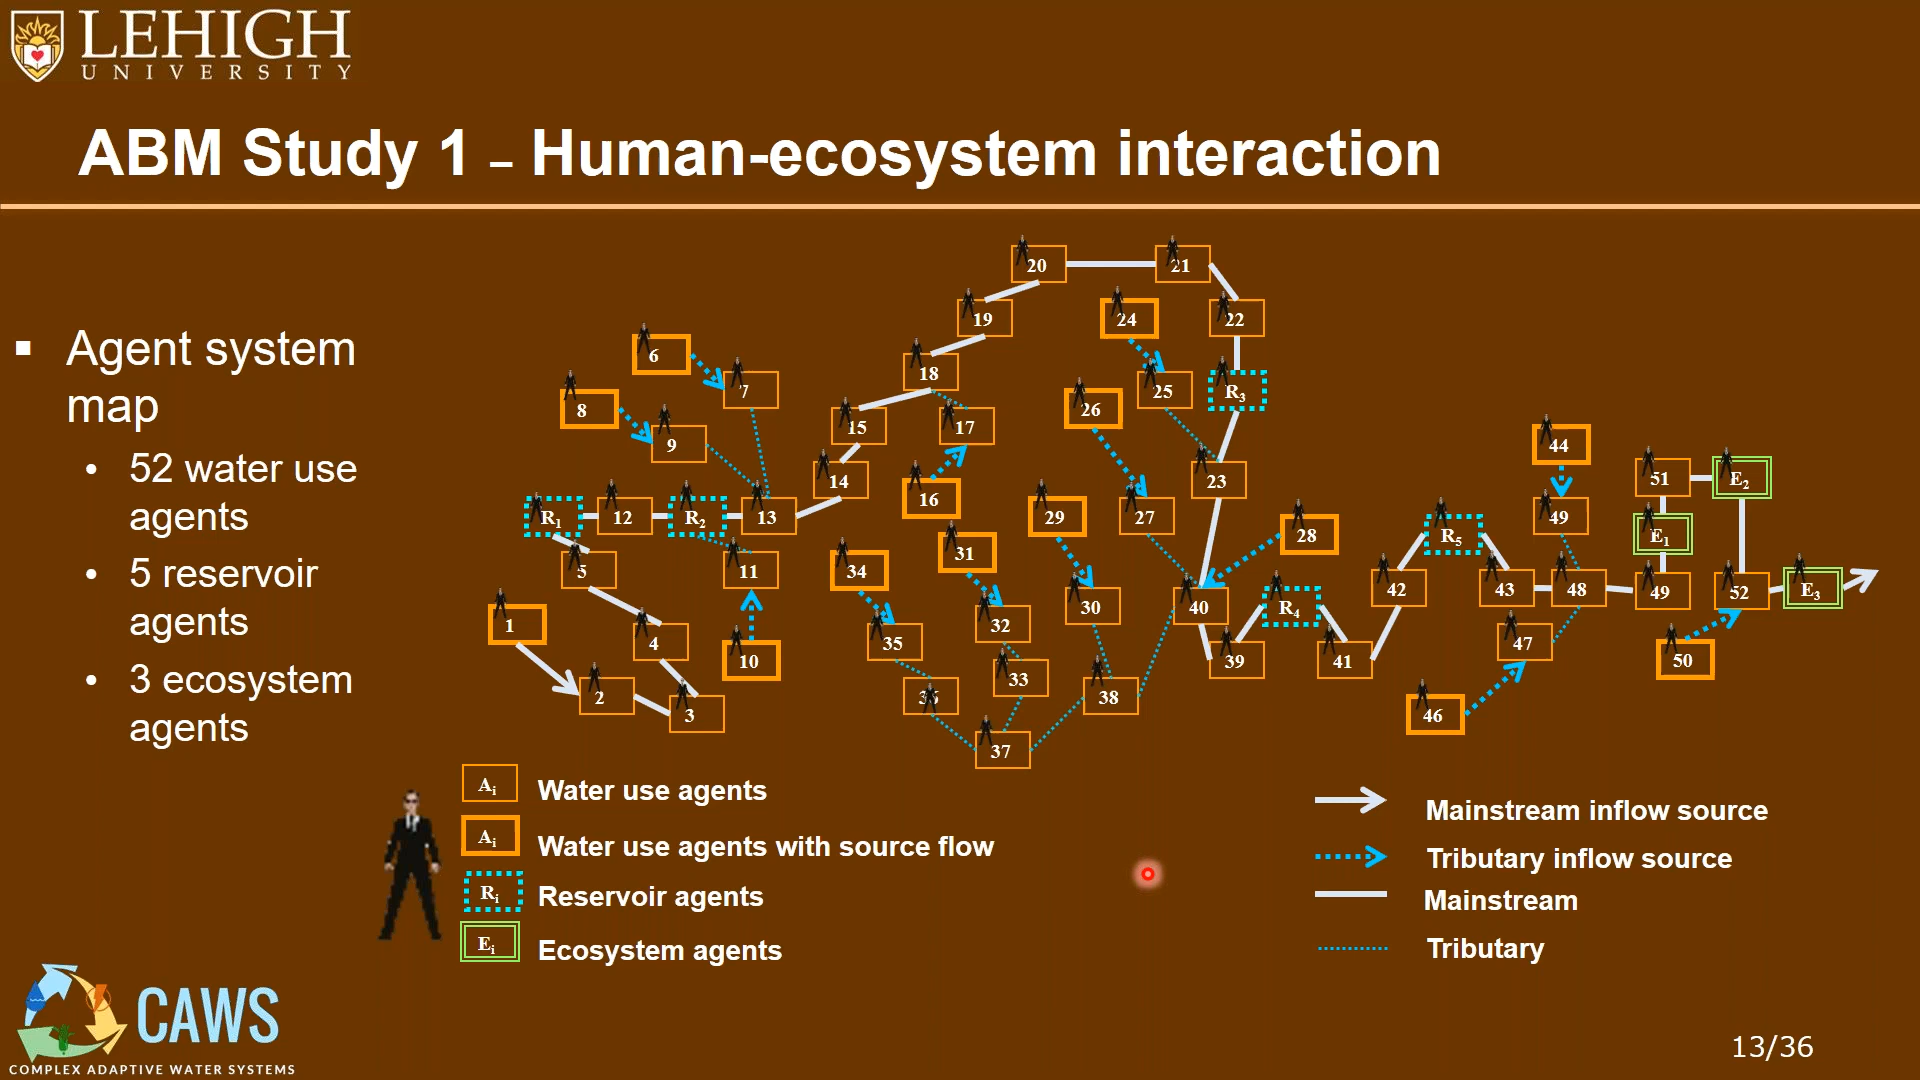 LEHIGH
UNIVERSITY
ABM Study 1 – Human-ecosystem interaction
Agent system
map
52 water use
agents
5 reservoir
agents
3 ecosystem
agents
20
21
19
24
22
6
18
7
25
R3
8
26
15
17
9
44
14
23
51
E2
16
R1
12
R2
13
29
27
49
28
R5
E1
31
5
11
34
42
43
48
49
52
E3
1
30
40
R4
32
4
35
47
10
39
41
50
33
2
36
38
3
46
37
Ai
Water use agents
Ai
Water use agents with source flow
Ri
Reservoir agents
Ei
Ecosystem agents
Mainstream inflow source
Tributary inflow source
Mainstream
Tributary
CAWS
COMPLEX ADAPTIVE WATER SYSTEMS
13/36